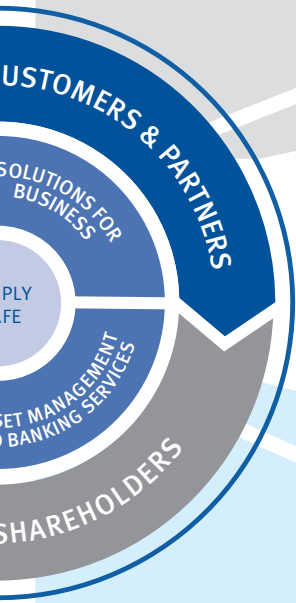 USTOMERS & PARTNERS
SOLUTIONS FOR
BUSINESS
PLY
AFE
SET MANAGEMENT
BANKING SERVICES
SHAREHOLDERS